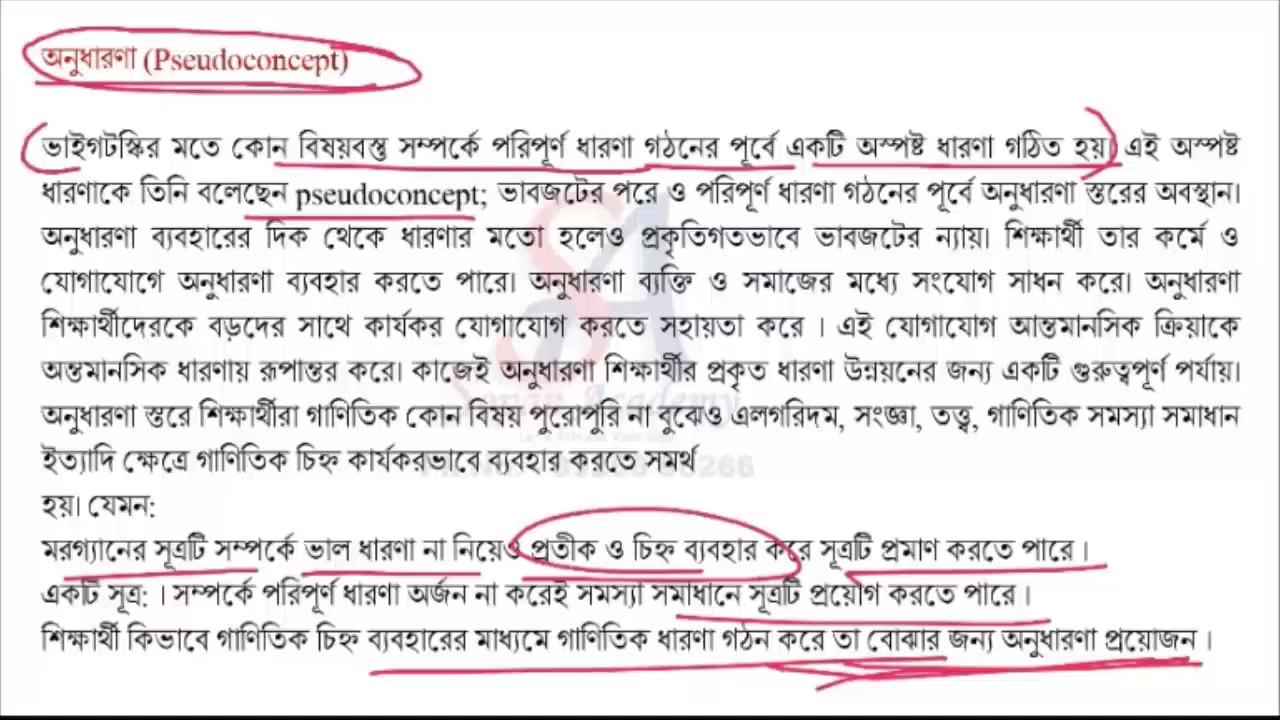 অনুধারণা (Pseudoconcept)
ভাইগটস্কির মতে কোন বিষয়বস্তু সম্পর্কে পরিপূর্ণ ধারণা গঠনের পূর্বে একটি অস্পষ্ট ধারণা গঠিত হয়। এই অস্পষ্ট
ধারণাকে তিনি বলেছেন pseudoconcept; ভাবজটের পরে ও পরিপূর্ণ ধারণা গঠনের পূর্বে অনুধারণা স্তরের অবস্থান।
অনুধারণা ব্যবহারের দিক থেকে ধারণার মতো হলেও প্রকৃতিগতভাবে ভাবজটের ন্যায়। শিক্ষার্থী তার কর্মে ও
যোগাযোগে অনুধারণা ব্যবহার করতে পারে। অনুধারণা ব্যক্তি ও সমাজের মধ্যে সংযোগ সাধন করে। অনুধারণা
শিক্ষার্থীদেরকে বড়দের সাথে কার্যকর যোগাযোগ করতে সহায়তা করে । এই যোগাযোগ আন্তমানসিক ক্রিয়াকে
অন্তমানসিক ধারণায় রূপান্তর করে। কাজেই অনুধারণা শিক্ষার্থীর প্রকৃত ধারণা উন্নয়নের জন্য একটি গুরুত্বপূর্ণ পর্যায়।
অনুধারণা স্তরে শিক্ষার্থীরা গাণিতিক কোন বিষয় পুরোপুরি না বুঝেও এলগরিদম, সংজ্ঞা, তত্ত্ব, গাণিতিক সমস্যা সমাধান
ইত্যাদি ক্ষেত্রে গাণিতিক চিহ্ন কার্যকরভাবে ব্যবহার করতে সমর্থ
হয়। যেমন:
মরগ্যানের সূত্রটি সম্পর্কে ভাল ধারণা না নিয়েও প্রতীক ও চিহ্ন ব্যবহার করে সূত্রটি প্রমাণ করতে পারে ।
একটি সূত্র: । সম্পর্কে পরিপূর্ণ ধারণা অর্জন না করেই সমস্যা সমাধানে সূত্রটি প্রয়োগ করতে পারে ।
শিক্ষার্থী কিভাবে গাণিতিক চিহ্ন ব্যবহারের মাধ্যমে গাণিতিক ধারণা গঠন করে তা বোঝার জন্য অনুধারণা প্রয়োজন ।